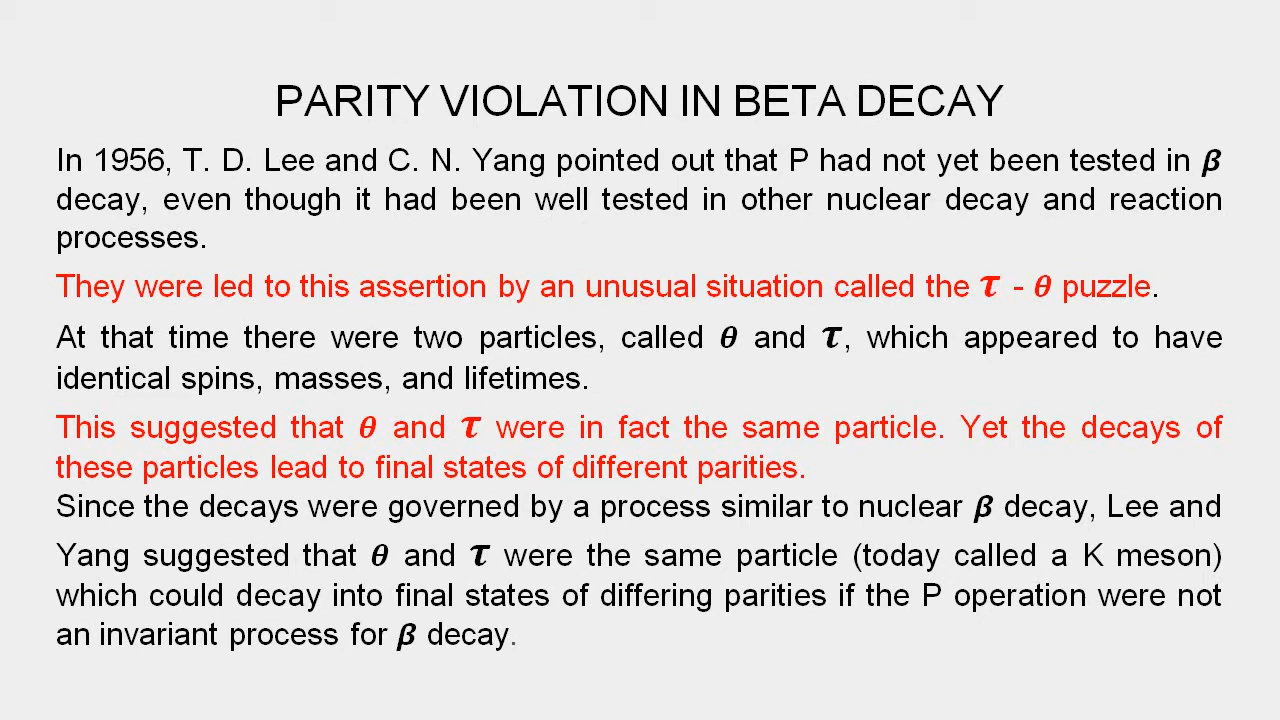 PARITY VIOLATION IN BETA DECAY
In 1956, T. D. Lee and C. N. Yang pointed out that P had not yet been tested in β
decay, even though it had been well tested in other nuclear decay and reaction
processes.
They were led to this assertion by an unusual situation called the τ - θ puzzle.
At that time there were two particles, called θ and τ, which appeared to have
identical spins, masses, and lifetimes.
This suggested that θ and τ were in fact the same particle. Yet the decays of
these particles lead to final states of different parities.
Since the decays were governed by a process similar to nuclear β decay, Lee and
Yang suggested that θ and τ were the same particle (today called a K meson)
which could decay into final states of differing parities if the P operation were not
an invariant process for β decay.